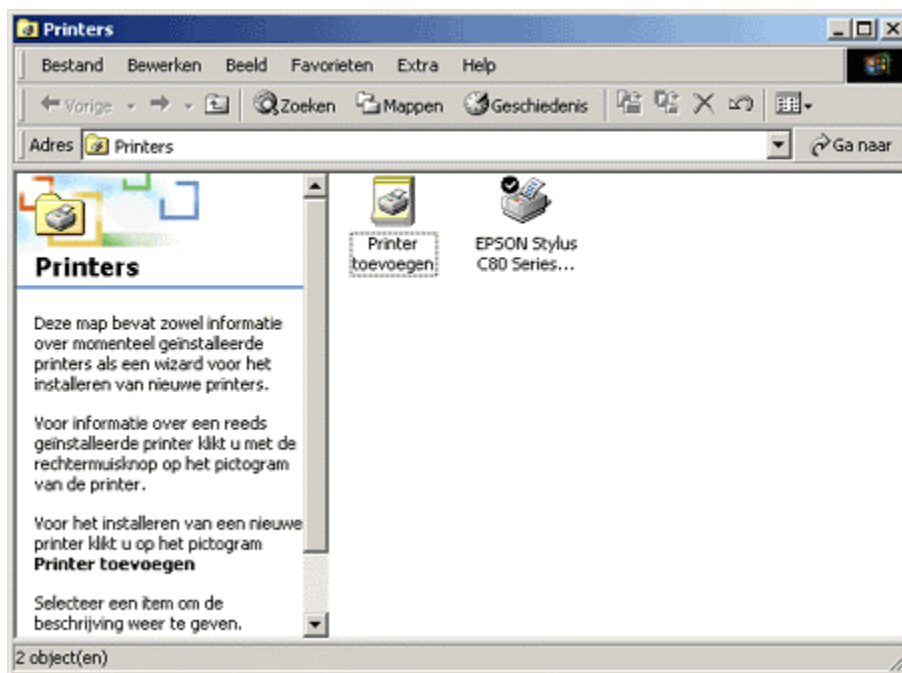 Printers
Bestand Bewerken Beeld Favorieten Extra Help
Vorige Zoeken Mappen Geschiedenis
Adres Printers Ga naar
Printers
Deze map bevat zowel informatie
over momenteel geïnstalleerde
printers als een wizard voor het
installeren van nieuwe printers.
Voor informatie over een reeds
geïnstalleerde printer klikt u met de
rechtermuisknop op het pictogram
van de printer.
Voor het installeren van een nieuwe
printer klikt u op het pictogram
Printer toevoegen
Selecteer een item om de
beschrijving weer te geven.
Printer
toevoegen
EPSON Stylus
C80 Series...
2 object(en)